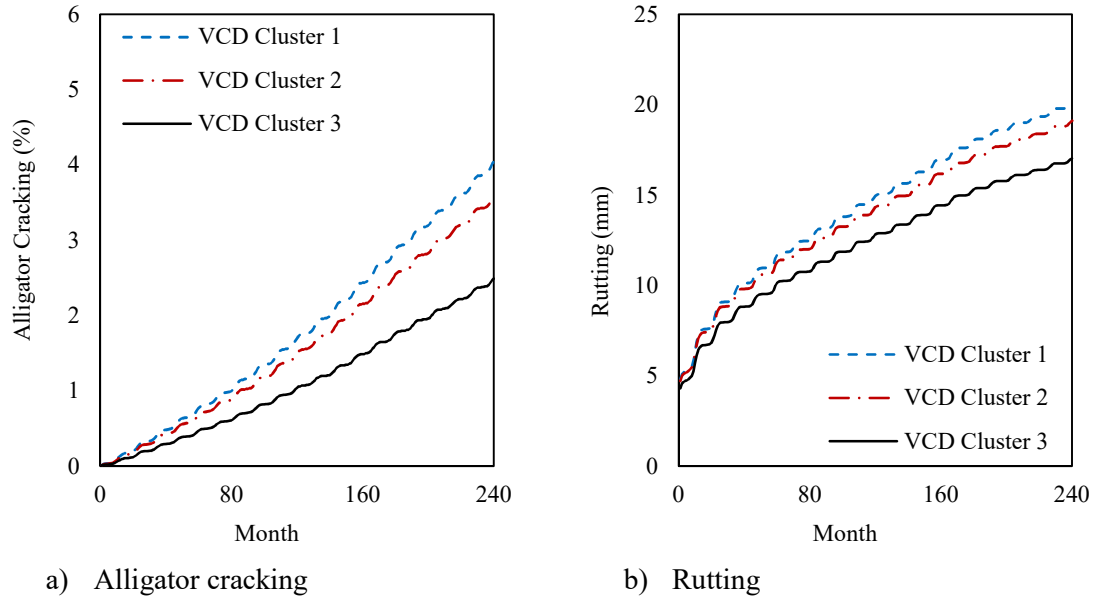 6
5
4
3
2
1
0
Alligator Cracking (%)
VCD Cluster 1
VCD Cluster 2
VCD Cluster 3
0 80 160 240
Month
a) Alligator cracking
25
20
15
10
5
0
Rutting (mm)
VCD Cluster 1
VCD Cluster 2
VCD Cluster 3
0 80 160 240
Month
b) Rutting